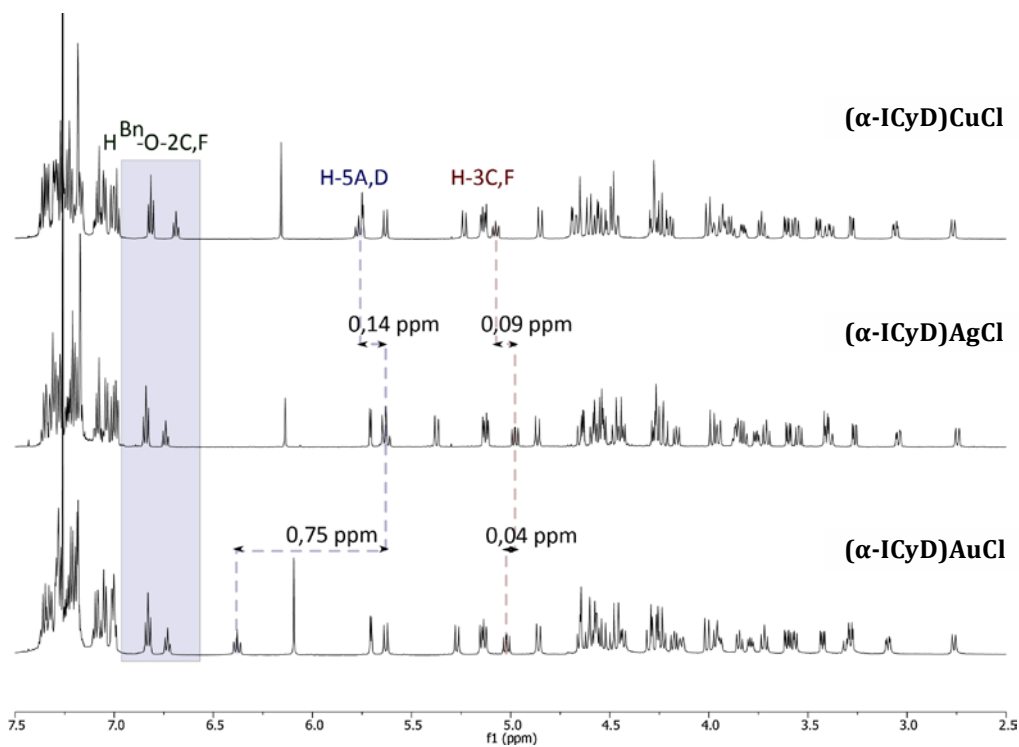 (α-ICyD)CuCl
H Bn-O-2C,F
H-5A,D
H-3C,F
0,14 ppm
0,09 ppm
(α-ICyD)AgCl
0,75 ppm
0,04 ppm
(α-ICyD)AuCl
7.5 7.0 6.5 6.0 5.5 5.0 4.5 4.0 3.5 3.0 2.5
f1 (ppm)